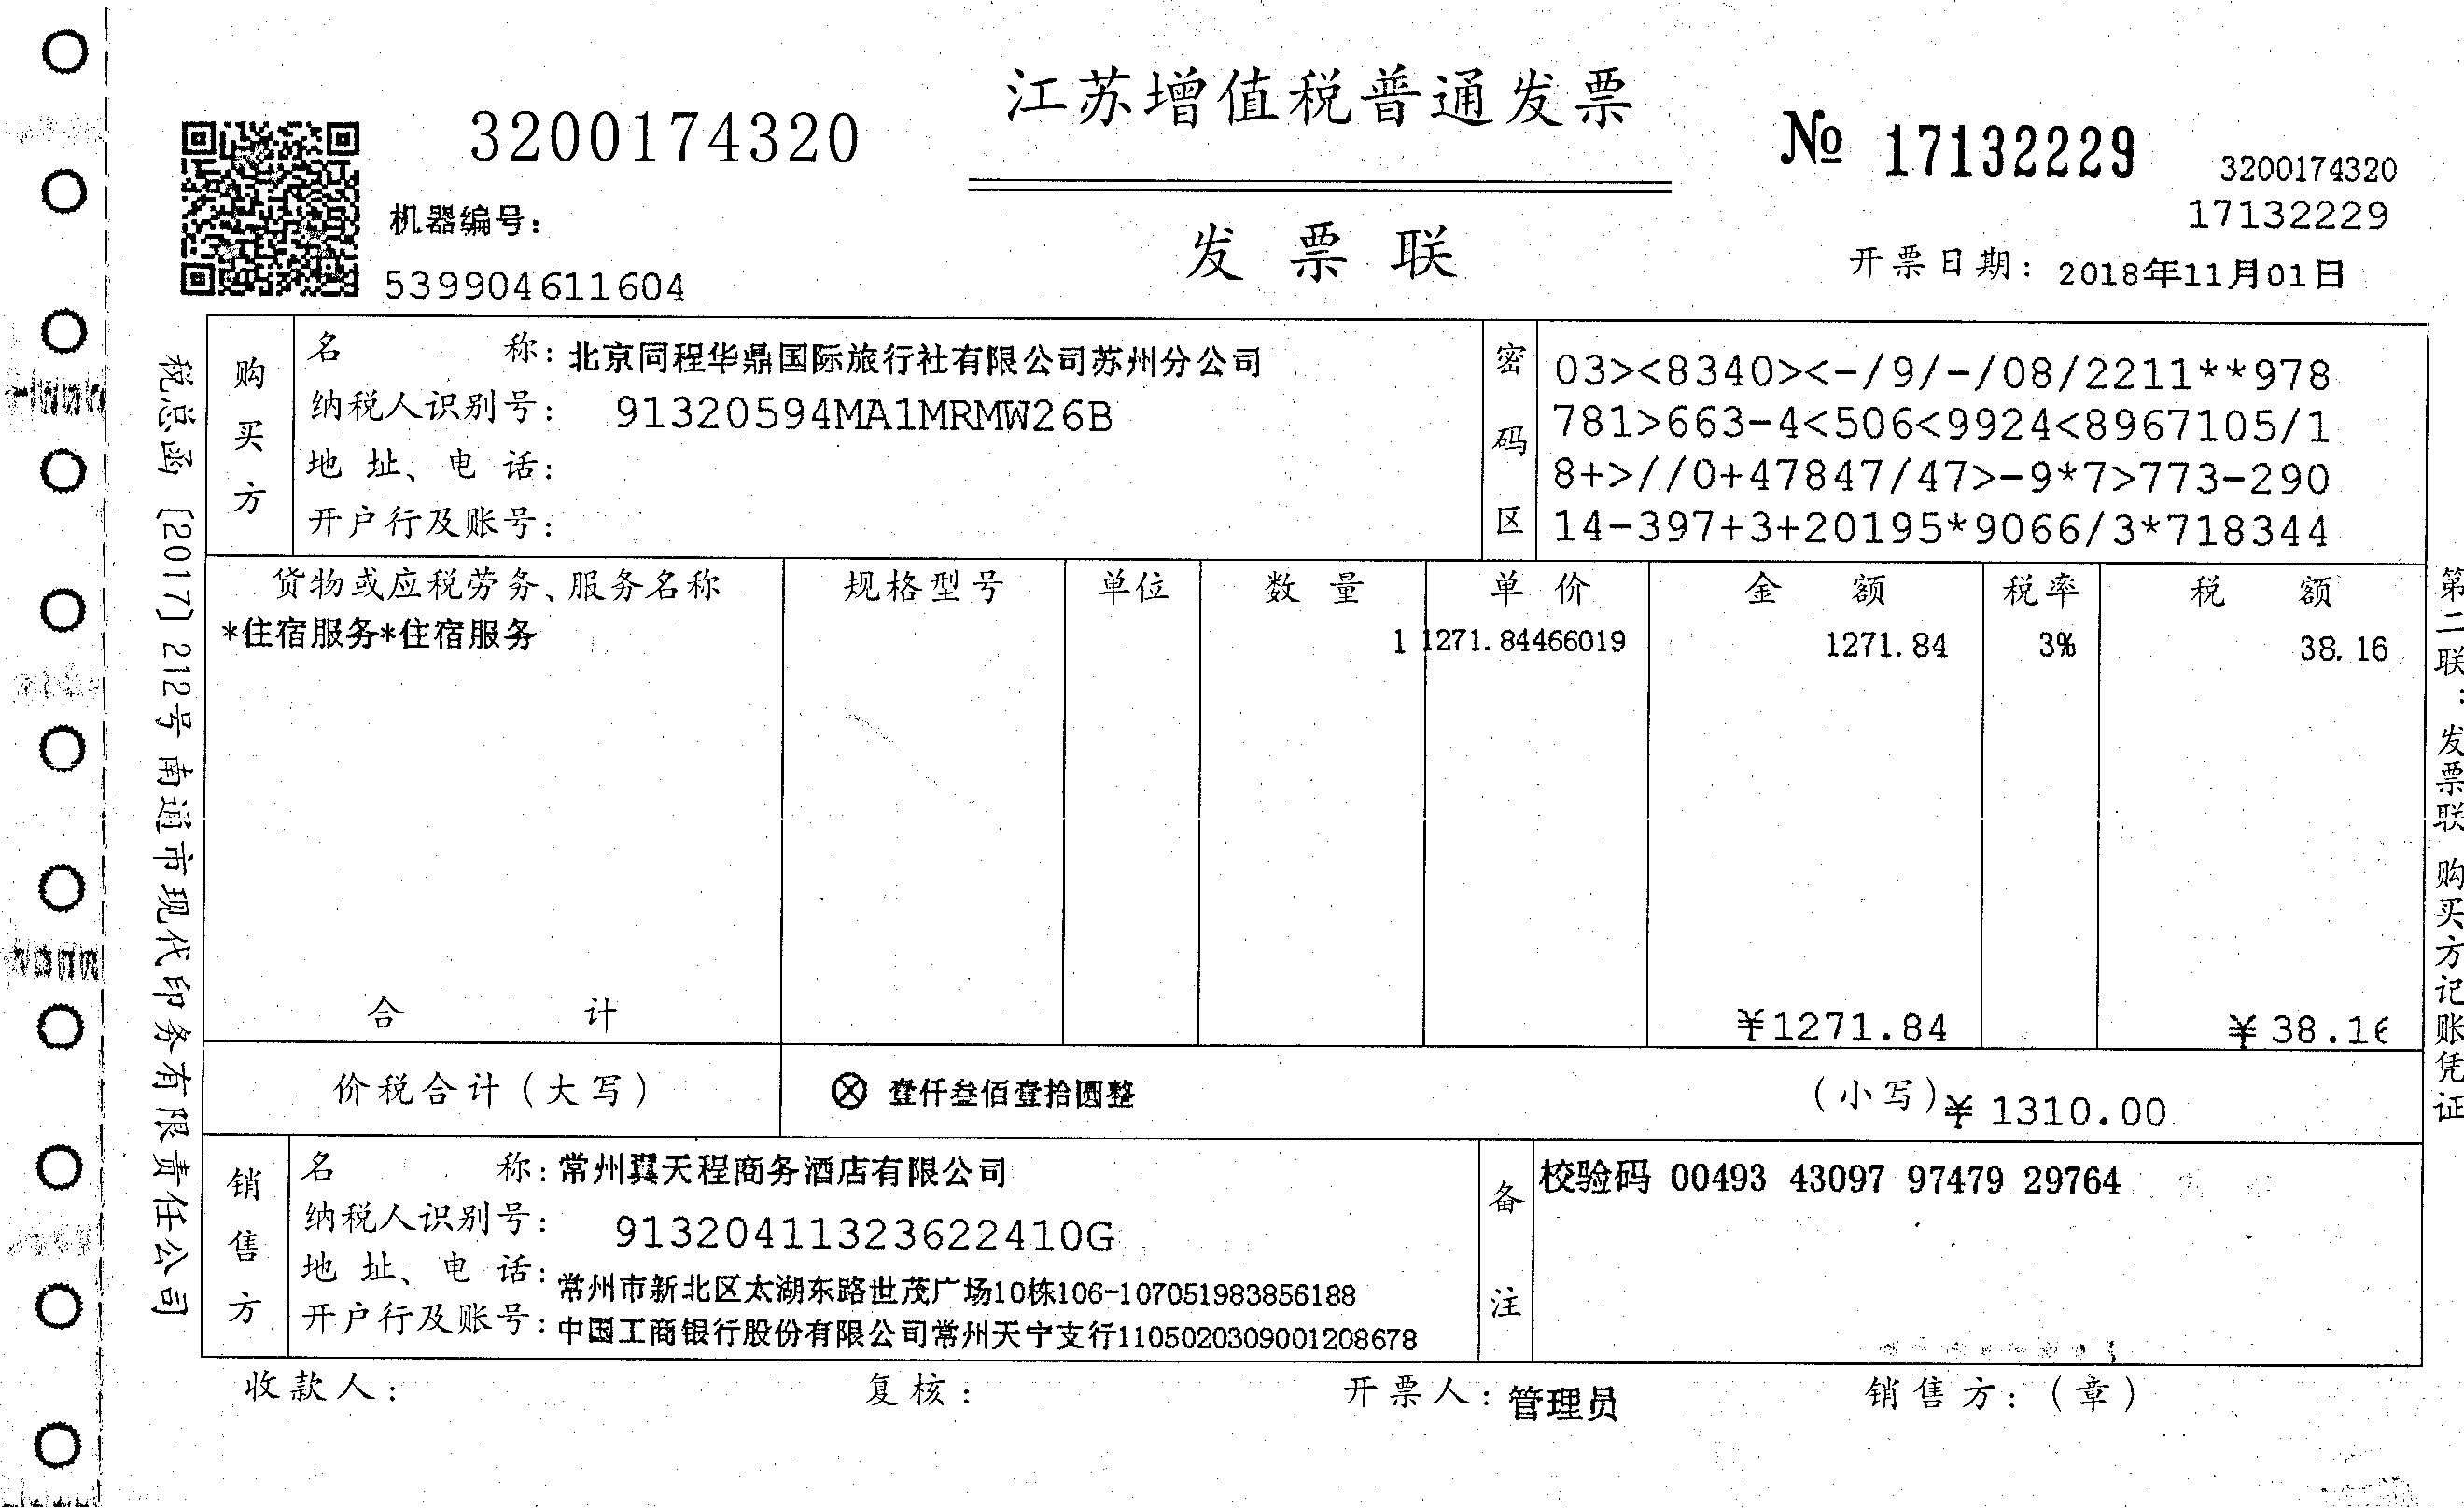 江苏增值税普通发票
3200174320
№ 17132229
3200174320
17132229
机器编号:
539904611604
发票联
开票日期: 2018年11月01日
购买方
名称: 北京同程华鼎国际旅行社有限公司苏州分公司
纳税人识别号: 91320594MA1MRMW26B
地址、电话:
开户行及账号:
密码区
03><8340><-/9/-/08/2211**978
781>663-4<506<9924<8967105/1
8+>//0+47847/47>-9*7>773-290
14-397+3+20195*9066/3*718344
货物或应税劳务、服务名称 规格型号 单位 数量 单价 金额 税率 税额
*住宿服务*住宿服务 1 1271.84466019 1271.84 3% 38.16
合计 ¥1271.84 ¥38.16
价税合计(大写) ⊗ 壹仟叁佰壹拾圆整 (小写)¥ 1310.00
销售方
名称: 常州翼天程商务酒店有限公司
纳税人识别号: 91320411323622410G
地址、电话: 常州市新北区太湖东路世茂广场10栋106-107051983856188
开户行及账号: 中国工商银行股份有限公司常州天宁支行1105020309001208678
备注
校验码 00493 43097 97479 29764
收款人: 复核: 开票人: 管理员 销售方:(章)
税总函〔2017〕212号 南通市现代印务有限责任公司
第二联:发票联 购买方记账凭证